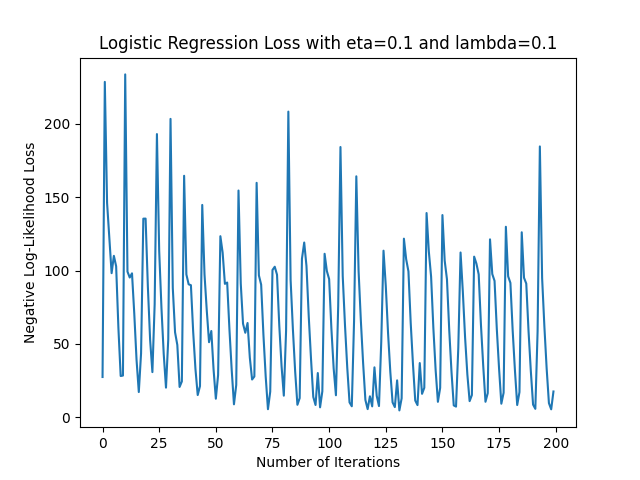 Logistic Regression Loss with eta=0.1 and lambda=0.1
Negative Log-Likelihood Loss
200
150
100
50
0
0 25 50 75 100 125 150 175 200
Number of Iterations